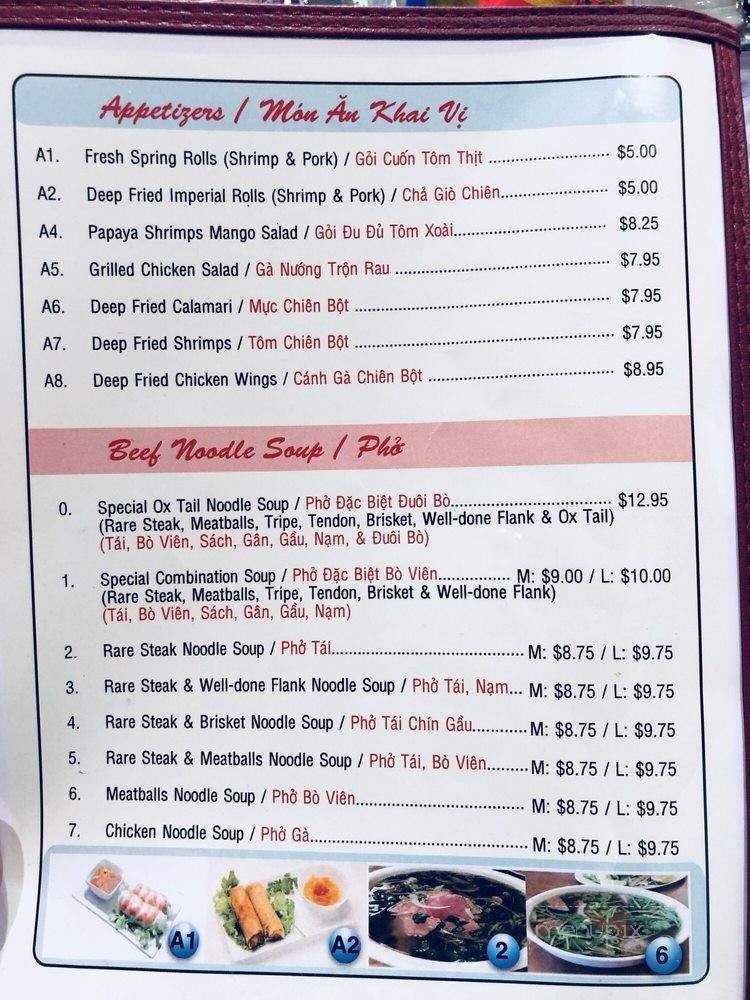 Appetizers / Món Ăn Khai Vị
A1. Fresh Spring Rolls (Shrimp & Pork) / Gỏi Cuốn Tôm Thịt ........................... $5.00
A2. Deep Fried Imperial Rolls (Shrimp & Pork) / Chả Giò Chiên........................ $5.00
A4. Papaya Shrimps Mango Salad / Gỏi Đu Đủ Tôm Xoài.................................. $8.25
A5. Grilled Chicken Salad / Gà Nướng Trộn Rau ................................................ $7.95
A6. Deep Fried Calamari / Mực Chiên Bột .......................................................... $7.95
A7. Deep Fried Shrimps / Tôm Chiên Bột ........................................................... $7.95
A8. Deep Fried Chicken Wings / Cánh Gà Chiên Bột .......................................... $8.95
Beef Noodle Soup / Phở
0. Special Ox Tail Noodle Soup / Phở Đặc Biệt Đuôi Bò.................................... $12.95
(Rare Steak, Meatballs, Tripe, Tendon, Brisket, Well-done Flank & Ox Tail)
(Tái, Bò Viên, Sách, Gân, Gầu, Nạm, & Đuôi Bò)
1. Special Combination Soup / Phở Đặc Biệt Bò Viên................ M: $9.00 / L: $10.00
(Rare Steak, Meatballs, Tripe, Tendon, Brisket & Well-done Flank)
(Tái, Bò Viên, Sách, Gân, Gầu, Nạm)
2. Rare Steak Noodle Soup / Phở Tái........................................... M: $8.75 / L: $9.75
3. Rare Steak & Well-done Flank Noodle Soup / Phở Tái, Nạm... M: $8.75 / L: $9.75
4. Rare Steak & Brisket Noodle Soup / Phở Tái Chín Gầu............ M: $8.75 / L: $9.75
5. Rare Steak & Meatballs Noodle Soup / Phở Tái, Bò Viên......... M: $8.75 / L: $9.75
6. Meatballs Noodle Soup / Phở Bò Viên...................................... M: $8.75 / L: $9.75
7. Chicken Noodle Soup / Phở Gà................................................. M: $8.75 / L: $9.75
A1 A2 2 6
menupix